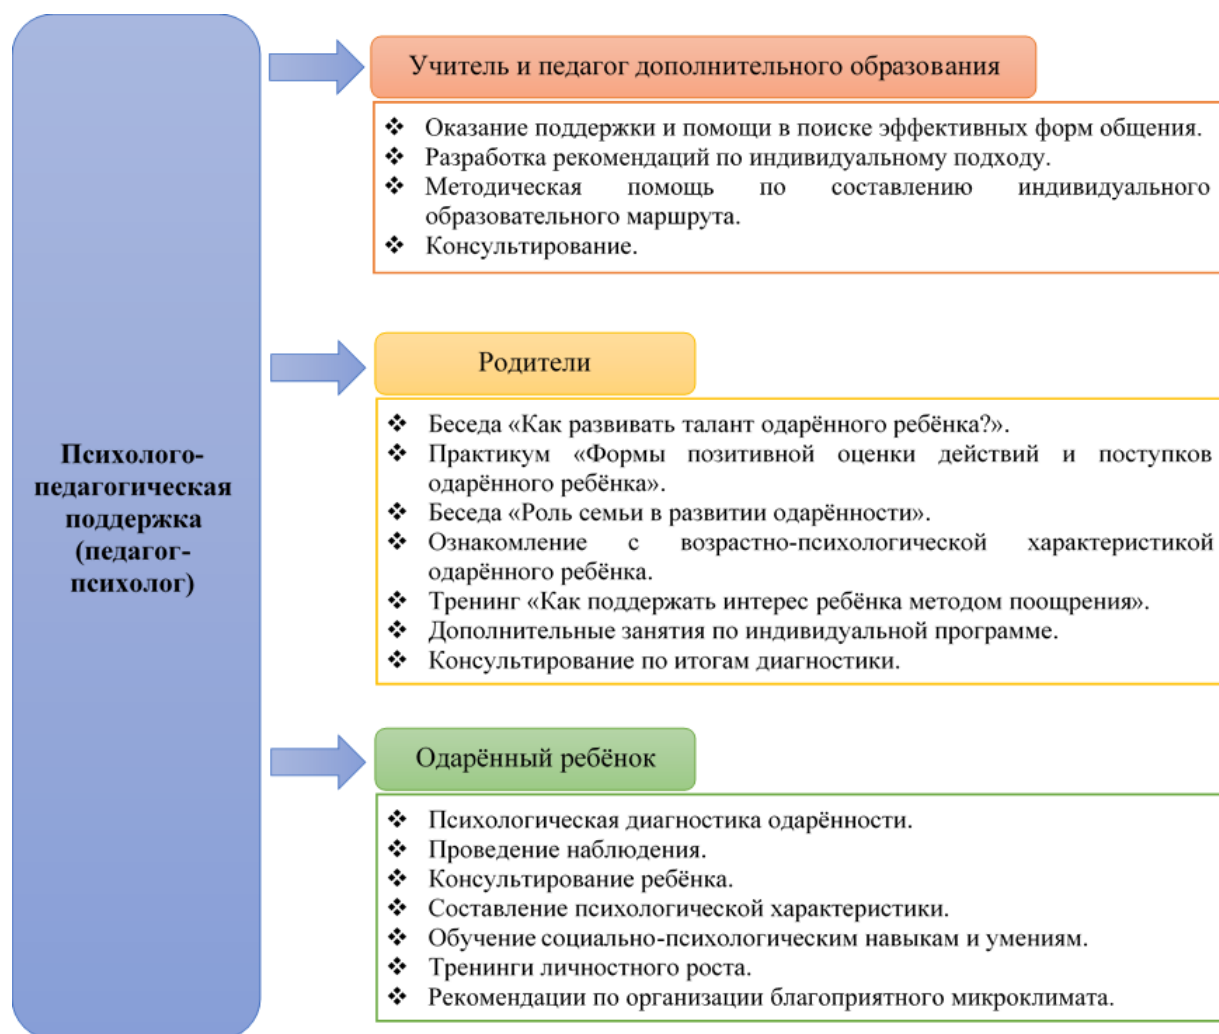 Психолого-
педагогическая
поддержка
(педагог-
психолог)
Учитель и педагог дополнительного образования
❖ Оказание поддержки и помощи в поиске эффективных форм общения.
❖ Разработка рекомендаций по индивидуальному подходу.
❖ Методическая помощь по составлению индивидуального
образовательного маршрута.
❖ Консультирование.
Родители
❖ Беседа «Как развивать талант одарённого ребёнка?».
❖ Практикум «Формы позитивной оценки действий и поступков
одарённого ребёнка».
❖ Беседа «Роль семьи в развитии одарённости».
❖ Ознакомление с возрастно-психологической характеристикой
одарённого ребёнка.
❖ Тренинг «Как поддержать интерес ребёнка методом поощрения».
❖ Дополнительные занятия по индивидуальной программе.
❖ Консультирование по итогам диагностики.
Одарённый ребёнок
❖ Психологическая диагностика одарённости.
❖ Проведение наблюдения.
❖ Консультирование ребёнка.
❖ Составление психологической характеристики.
❖ Обучение социально-психологическим навыкам и умениям.
❖ Тренинги личностного роста.
❖ Рекомендации по организации благоприятного микроклимата.